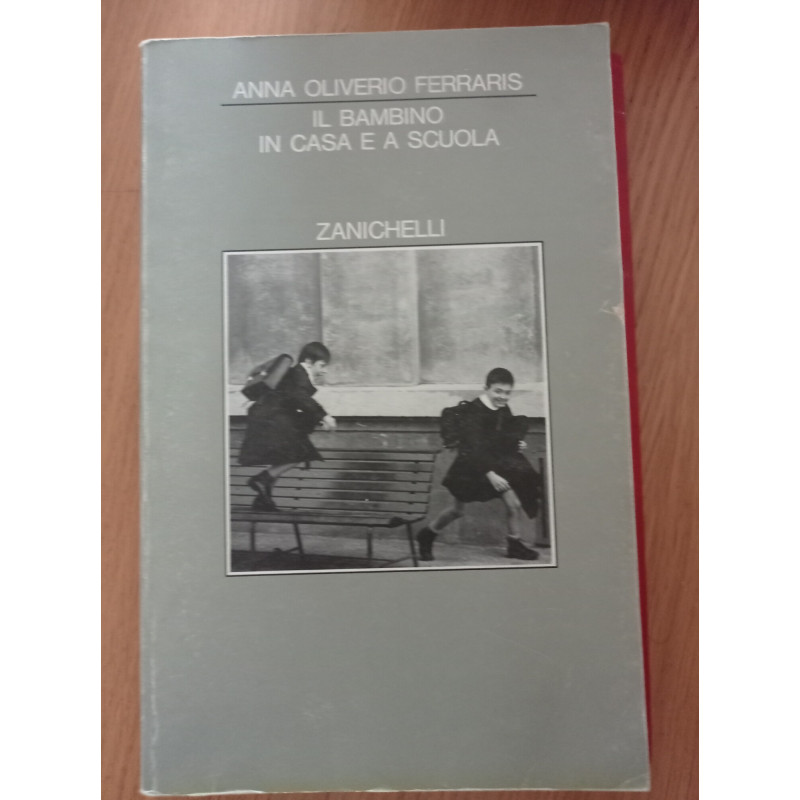 ANNA OLIVERIO FERRARIS
IL BAMBINO
IN CASA E A SCUOLA
ZANICHELLI